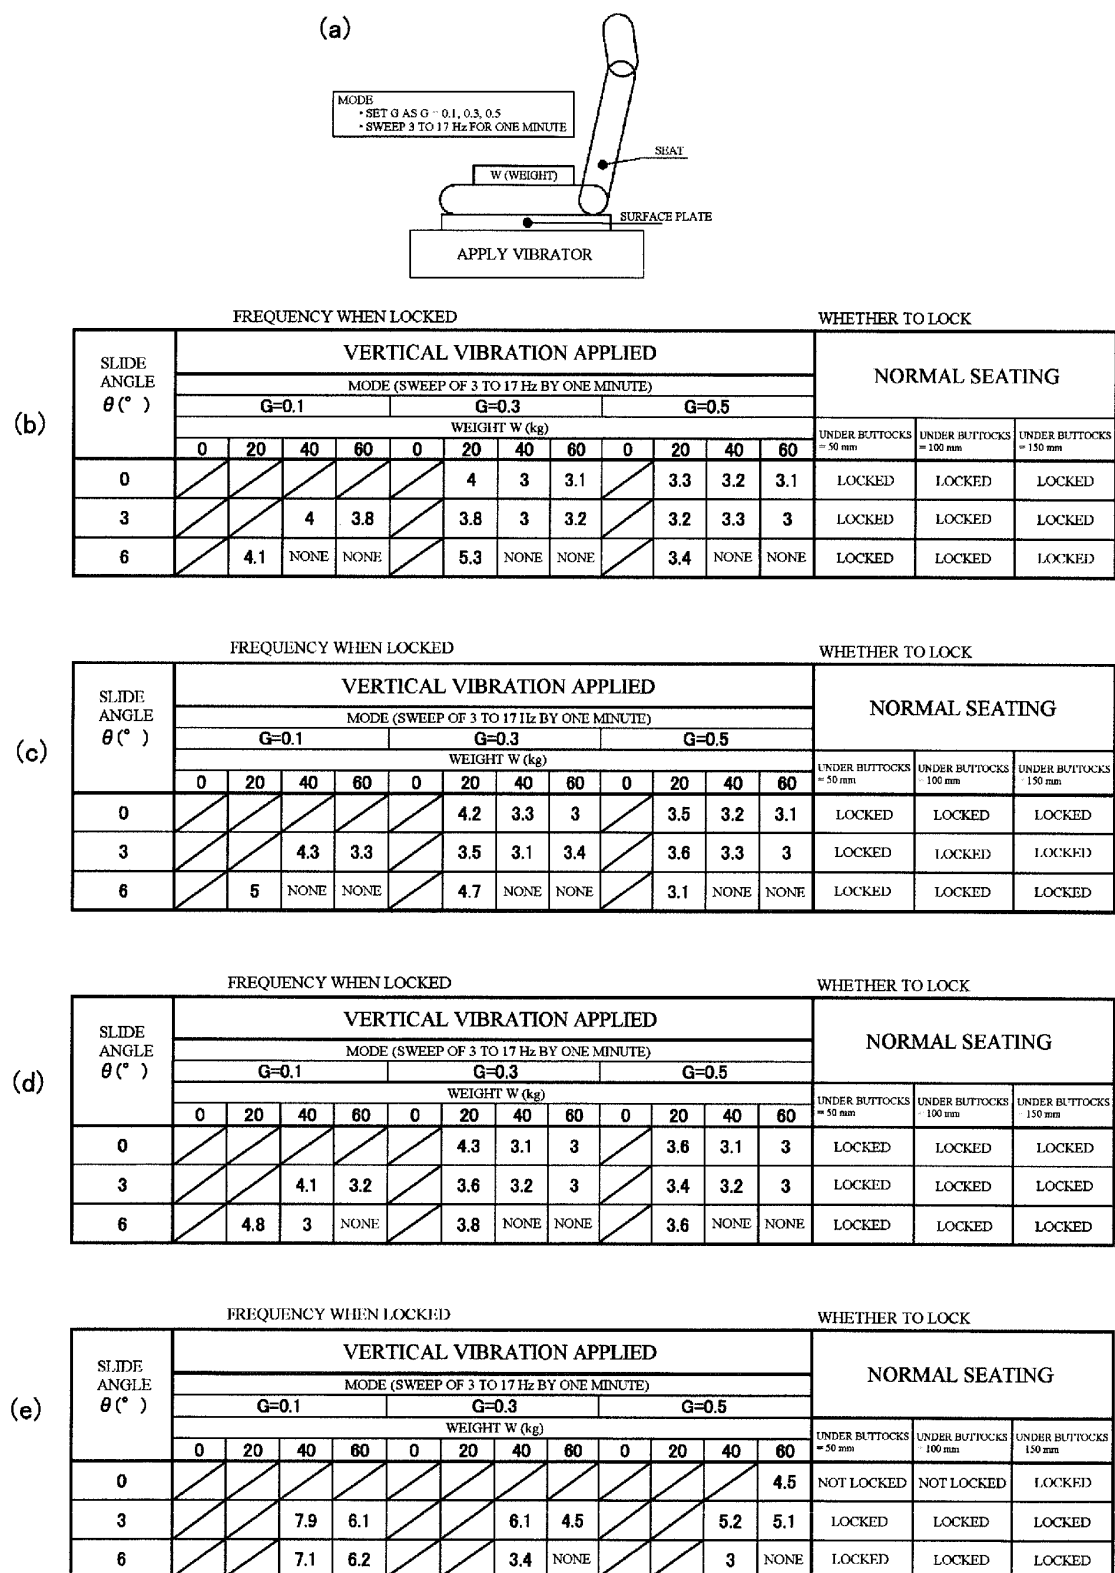 (a)
MODE
・SET G AS G = 0.1, 0.3, 0.5
・SWEEP 3 TO 17 Hz FOR ONE MINUTE
SEAT
W (WEIGHT)
SURFACE PLATE
APPLY VIBRATOR
(b)
FREQUENCY WHEN LOCKED WHETHER TO LOCK
SLIDE ANGLE θ(° ) VERTICAL VIBRATION APPLIED NORMAL SEATING
MODE (SWEEP OF 3 TO 17 Hz BY ONE MINUTE)
G=0.1 G=0.3 G=0.5
WEIGHT W (kg)
UNDER BUTTOCKS = 50 mm UNDER BUTTOCKS = 100 mm UNDER BUTTOCKS = 150 mm
0 20 40 60 0 20 40 60 0 20 40 60
0 4 3 3.1 3.3 3.2 3.1 LOCKED LOCKED LOCKED
3 4 3.8 3.8 3 3.2 3.2 3.3 3 LOCKED LOCKED LOCKED
6 4.1 NONE NONE 5.3 NONE NONE 3.4 NONE NONE LOCKED LOCKED LOCKED
(c)
FREQUENCY WHEN LOCKED WHETHER TO LOCK
SLIDE ANGLE θ(° ) VERTICAL VIBRATION APPLIED NORMAL SEATING
MODE (SWEEP OF 3 TO 17 Hz BY ONE MINUTE)
G=0.1 G=0.3 G=0.5
WEIGHT W (kg)
UNDER BUTTOCKS = 50 mm UNDER BUTTOCKS 100 mm UNDER BUTTOCKS 150 mm
0 20 40 60 0 20 40 60 0 20 40 60
0 4.2 3.3 3 3.5 3.2 3.1 LOCKED LOCKED LOCKED
3 4.3 3.3 3.5 3.1 3.4 3.6 3.3 3 LOCKED LOCKED LOCKED
6 5 NONE NONE 4.7 NONE NONE 3.1 NONE NONE LOCKED LOCKED LOCKED
(d)
FREQUENCY WHEN LOCKED WHETHER TO LOCK
SLIDE ANGLE θ(° ) VERTICAL VIBRATION APPLIED NORMAL SEATING
MODE (SWEEP OF 3 TO 17 Hz BY ONE MINUTE)
G=0.1 G=0.3 G=0.5
WEIGHT W (kg)
UNDER BUTTOCKS = 50 mm UNDER BUTTOCKS 100 mm UNDER BUTTOCKS 150 mm
0 20 40 60 0 20 40 60 0 20 40 60
0 4.3 3.1 3 3.6 3.1 3 LOCKED LOCKED LOCKED
3 4.1 3.2 3.6 3.2 3 3.4 3.2 3 LOCKED LOCKED LOCKED
6 4.8 3 NONE 3.8 NONE NONE 3.6 NONE NONE LOCKED LOCKED LOCKED
(e)
FREQUENCY WHEN LOCKED WHETHER TO LOCK
SLIDE ANGLE θ(° ) VERTICAL VIBRATION APPLIED NORMAL SEATING
MODE (SWEEP OF 3 TO 17 Hz BY ONE MINUTE)
G=0.1 G=0.3 G=0.5
WEIGHT W (kg)
UNDER BUTTOCKS = 50 mm UNDER BUTTOCKS 100 mm UNDER BUTTOCKS 150 mm
0 20 40 60 0 20 40 60 0 20 40 60
0 4.5 NOT LOCKED NOT LOCKED LOCKED
3 7.9 6.1 6.1 4.5 5.2 5.1 LOCKED LOCKED LOCKED
6 7.1 6.2 3.4 NONE 3 NONE LOCKED LOCKED LOCKED